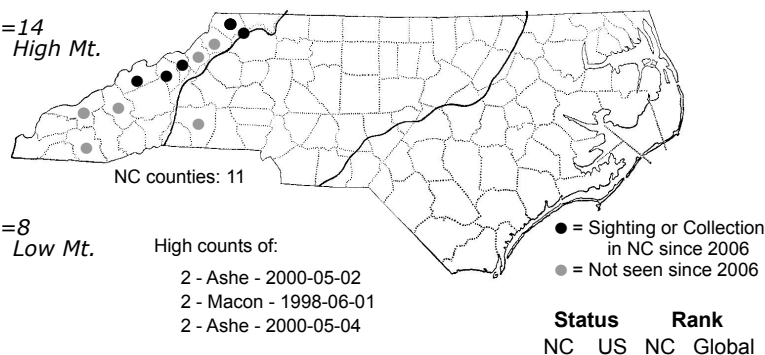 =14
High Mt.
NC counties: 11
=8
Low Mt.
High counts of:
2 - Ashe - 2000-05-02
2 - Macon - 1998-06-01
2 - Ashe - 2000-05-04
● = Sighting or Collection
in NC since 2006
● = Not seen since 2006
Status Rank
NC US NC Global